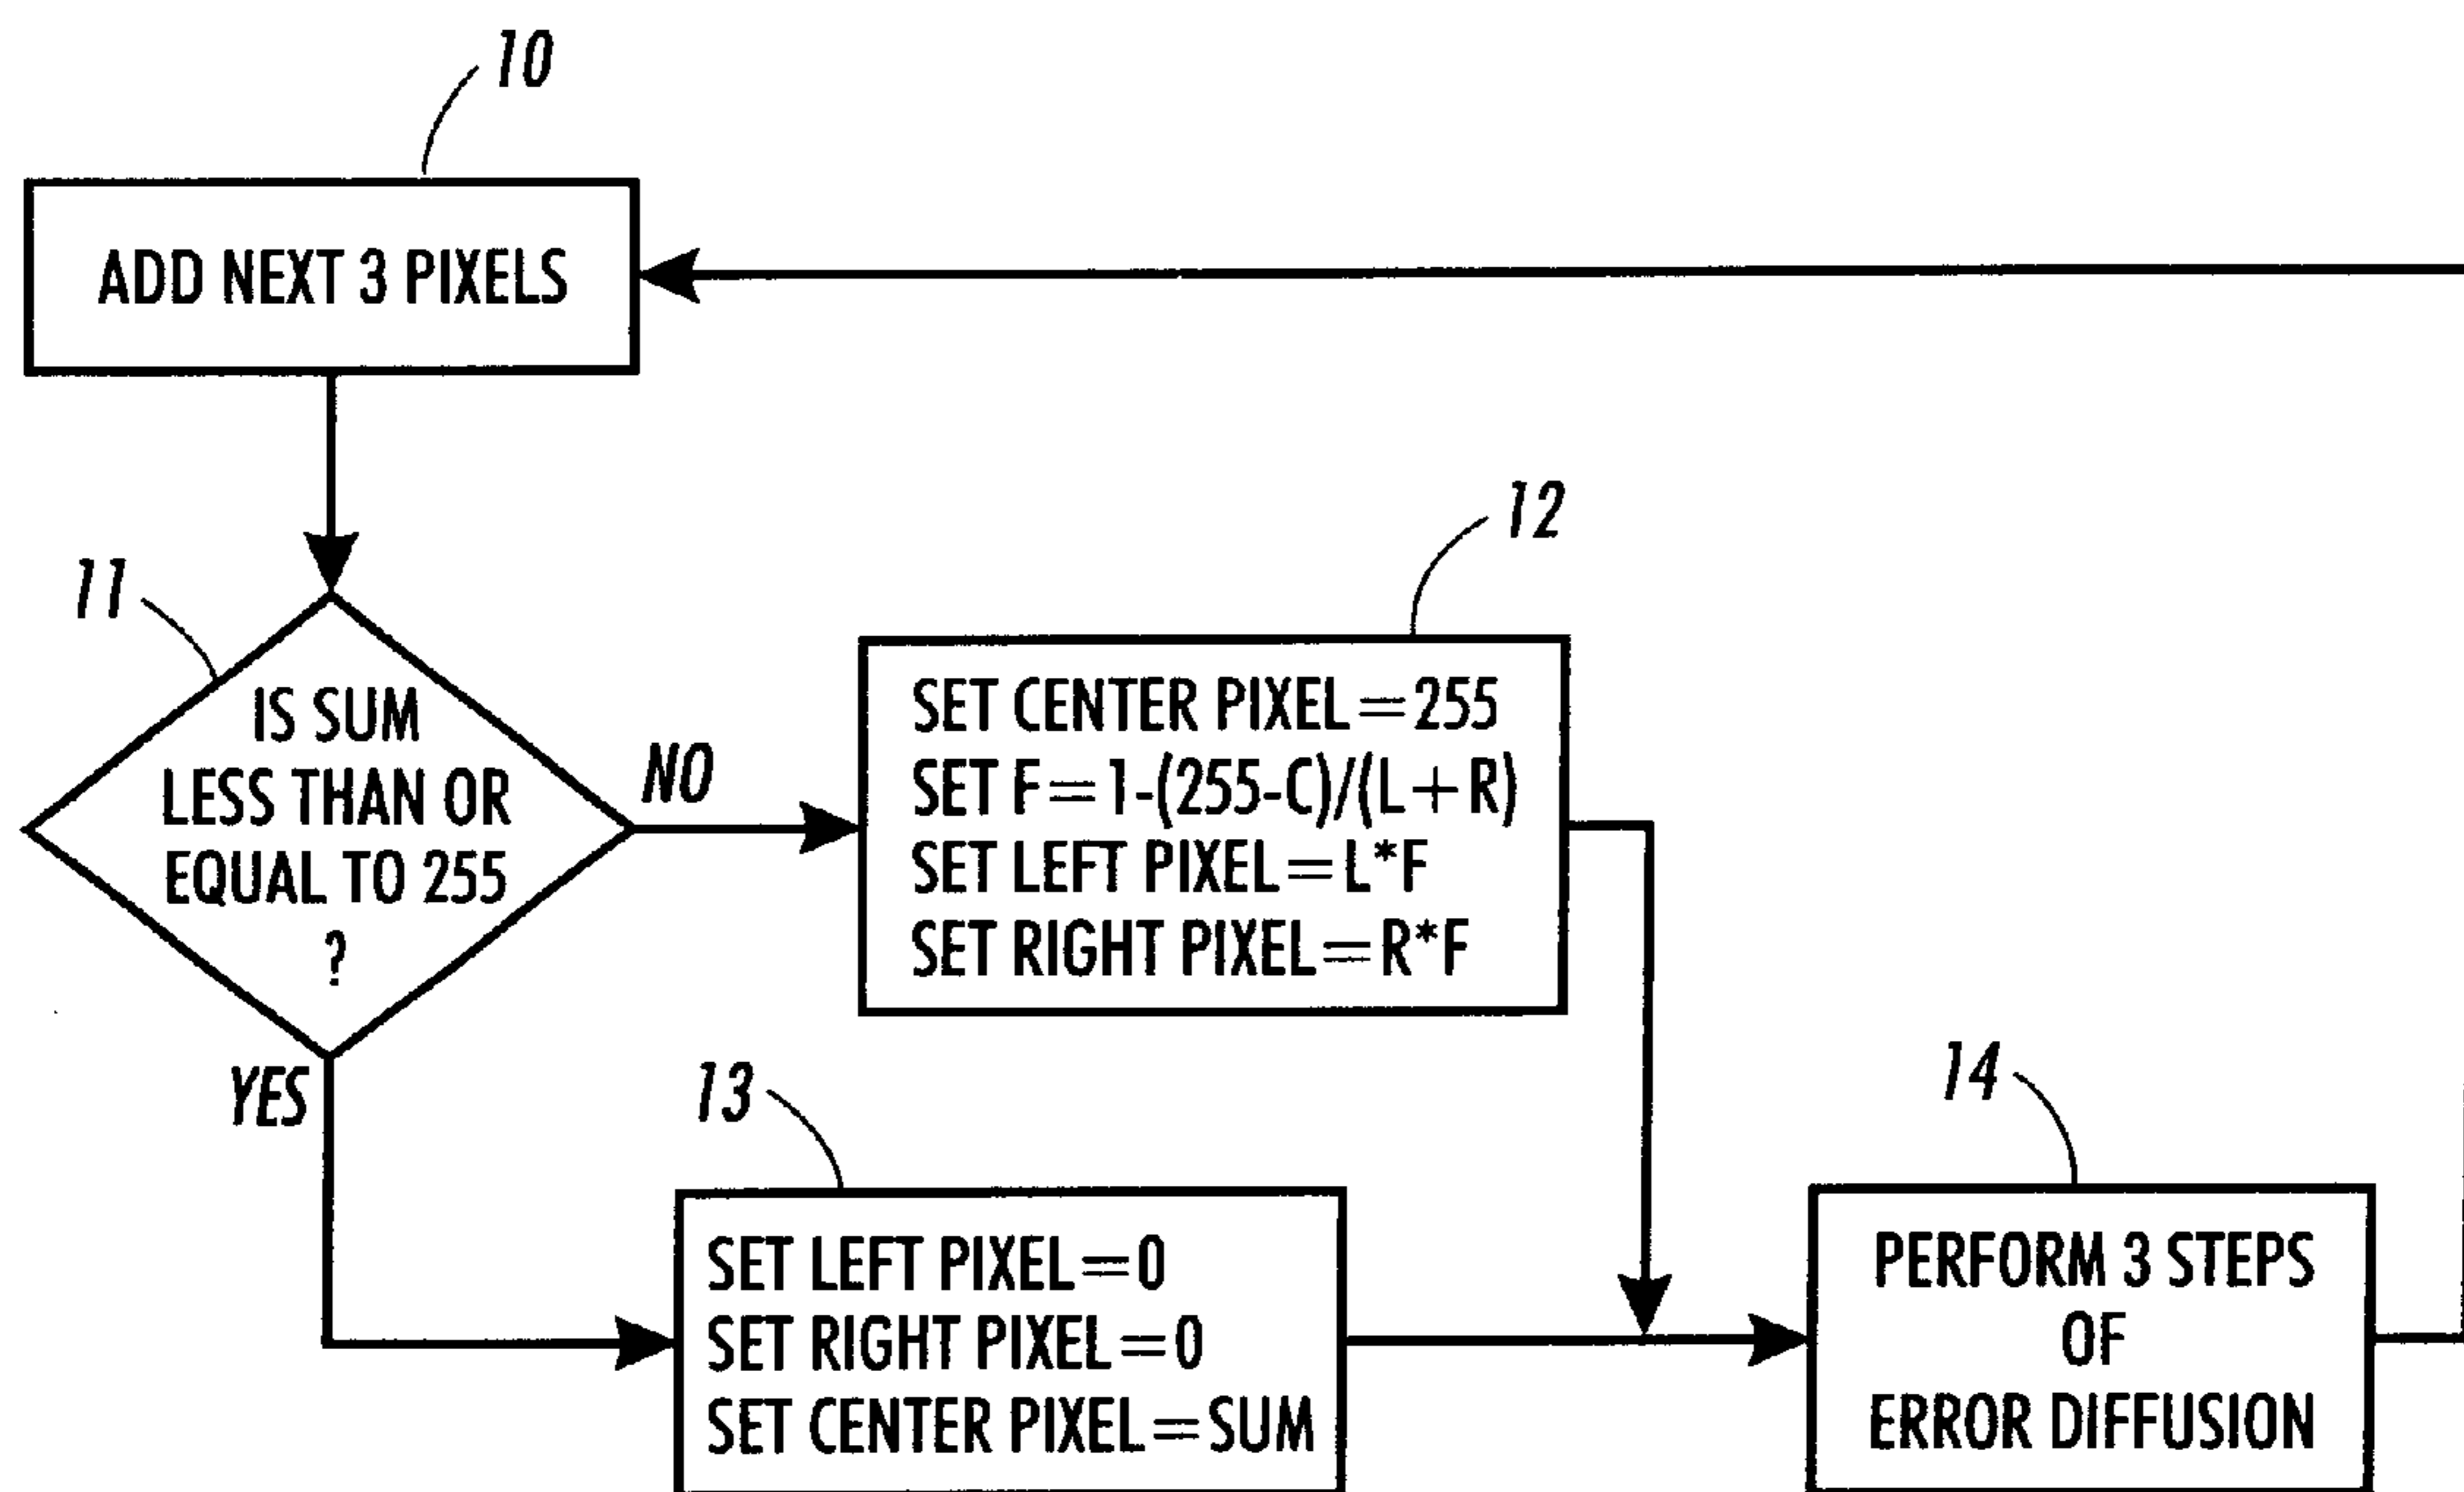 10
ADD NEXT 3 PIXELS
11
IS SUM
LESS THAN OR
EQUAL TO 255
?
NO
YES
12
SET CENTER PIXEL=255
SET F=1-(255-C)/(L+R)
SET LEFT PIXEL=L*F
SET RIGHT PIXEL=R*F
13
SET LEFT PIXEL=0
SET RIGHT PIXEL=0
SET CENTER PIXEL=SUM
14
PERFORM 3 STEPS
OF
ERROR DIFFUSION